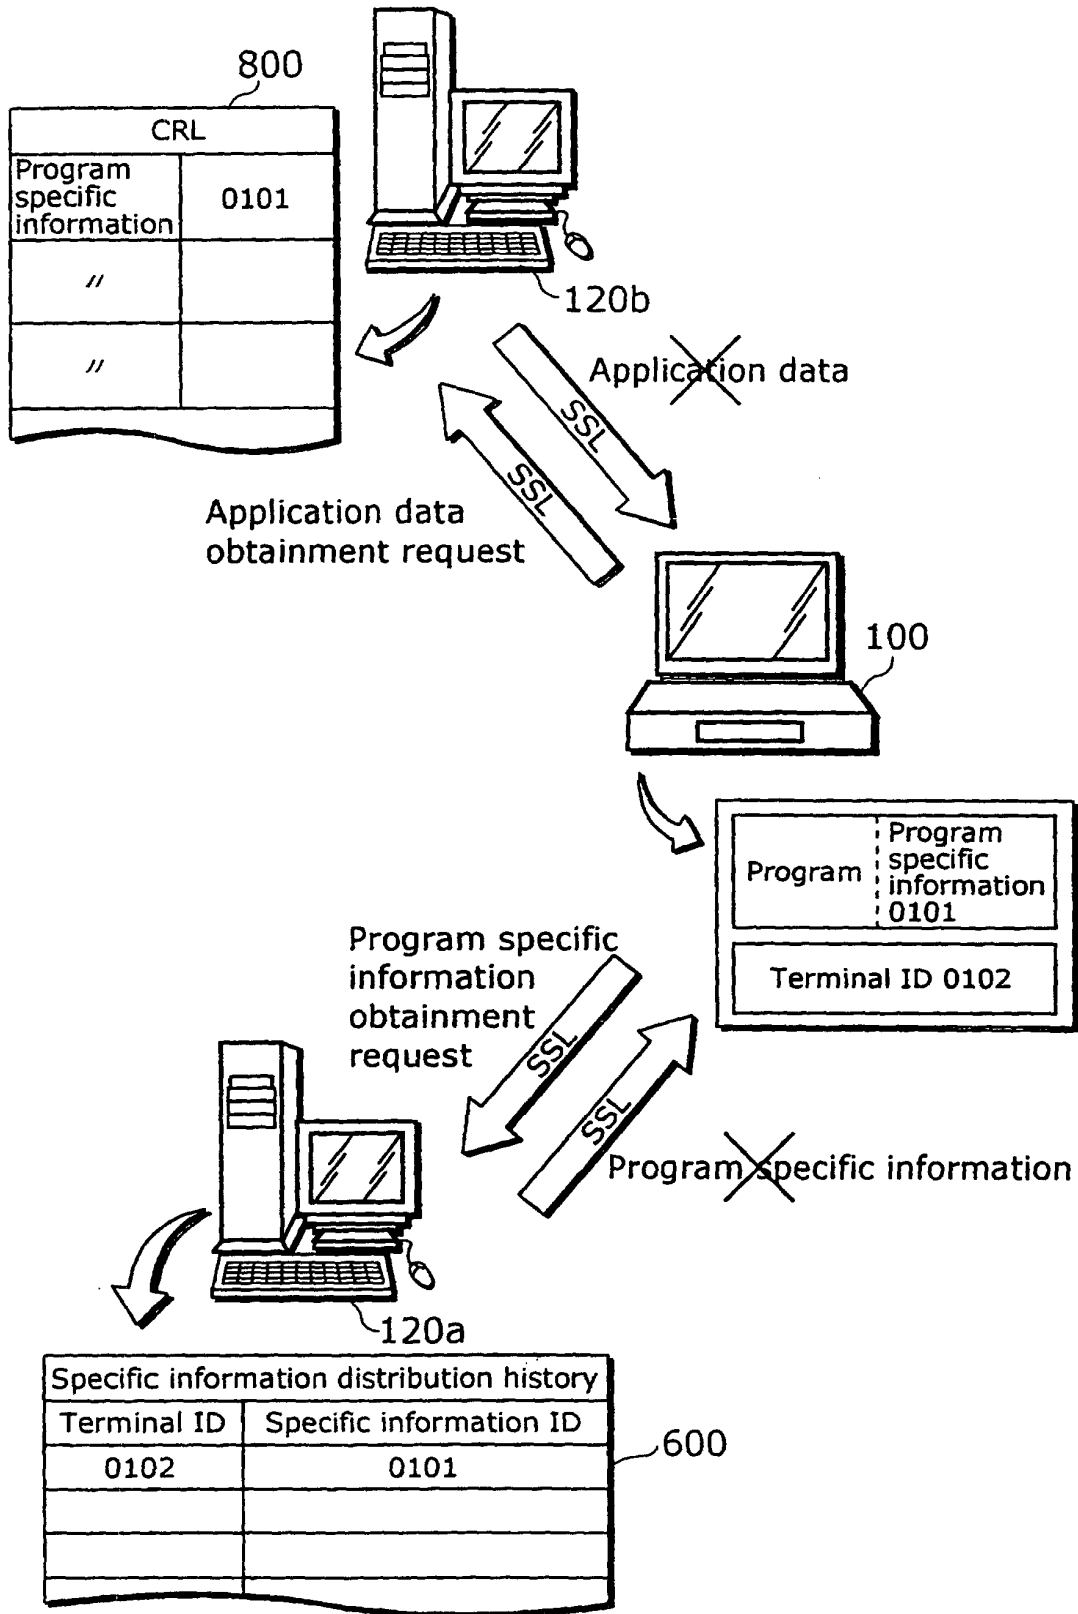 800
CRL
Program
specific
information
0101
〃
〃
120b
Application data
SSL
SSL
Application data
obtainment request
100
Program
Program
specific
information
0101
Terminal ID 0102
Program specific
information
obtainment
request
SSL
SSL
Program specific information
120a
Specific information distribution history
Terminal ID
Specific information ID
0102
0101
600